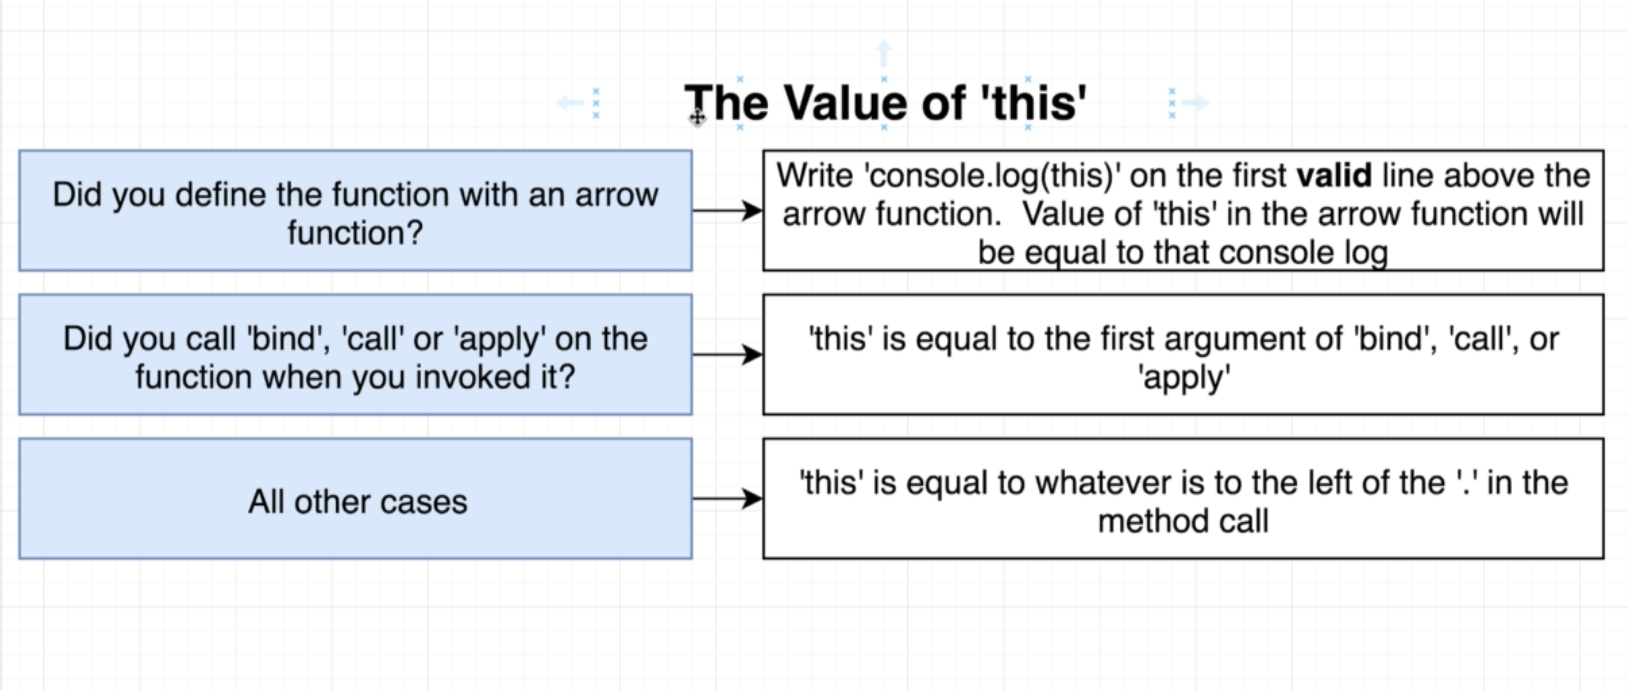 The Value of 'this'
Did you define the function with an arrow
function?
Write 'console.log(this)' on the first valid line above the
arrow function.  Value of 'this' in the arrow function will
be equal to that console log
Did you call 'bind', 'call' or 'apply' on the
function when you invoked it?
'this' is equal to the first argument of 'bind', 'call', or
'apply'
All other cases
'this' is equal to whatever is to the left of the '.' in the
method call